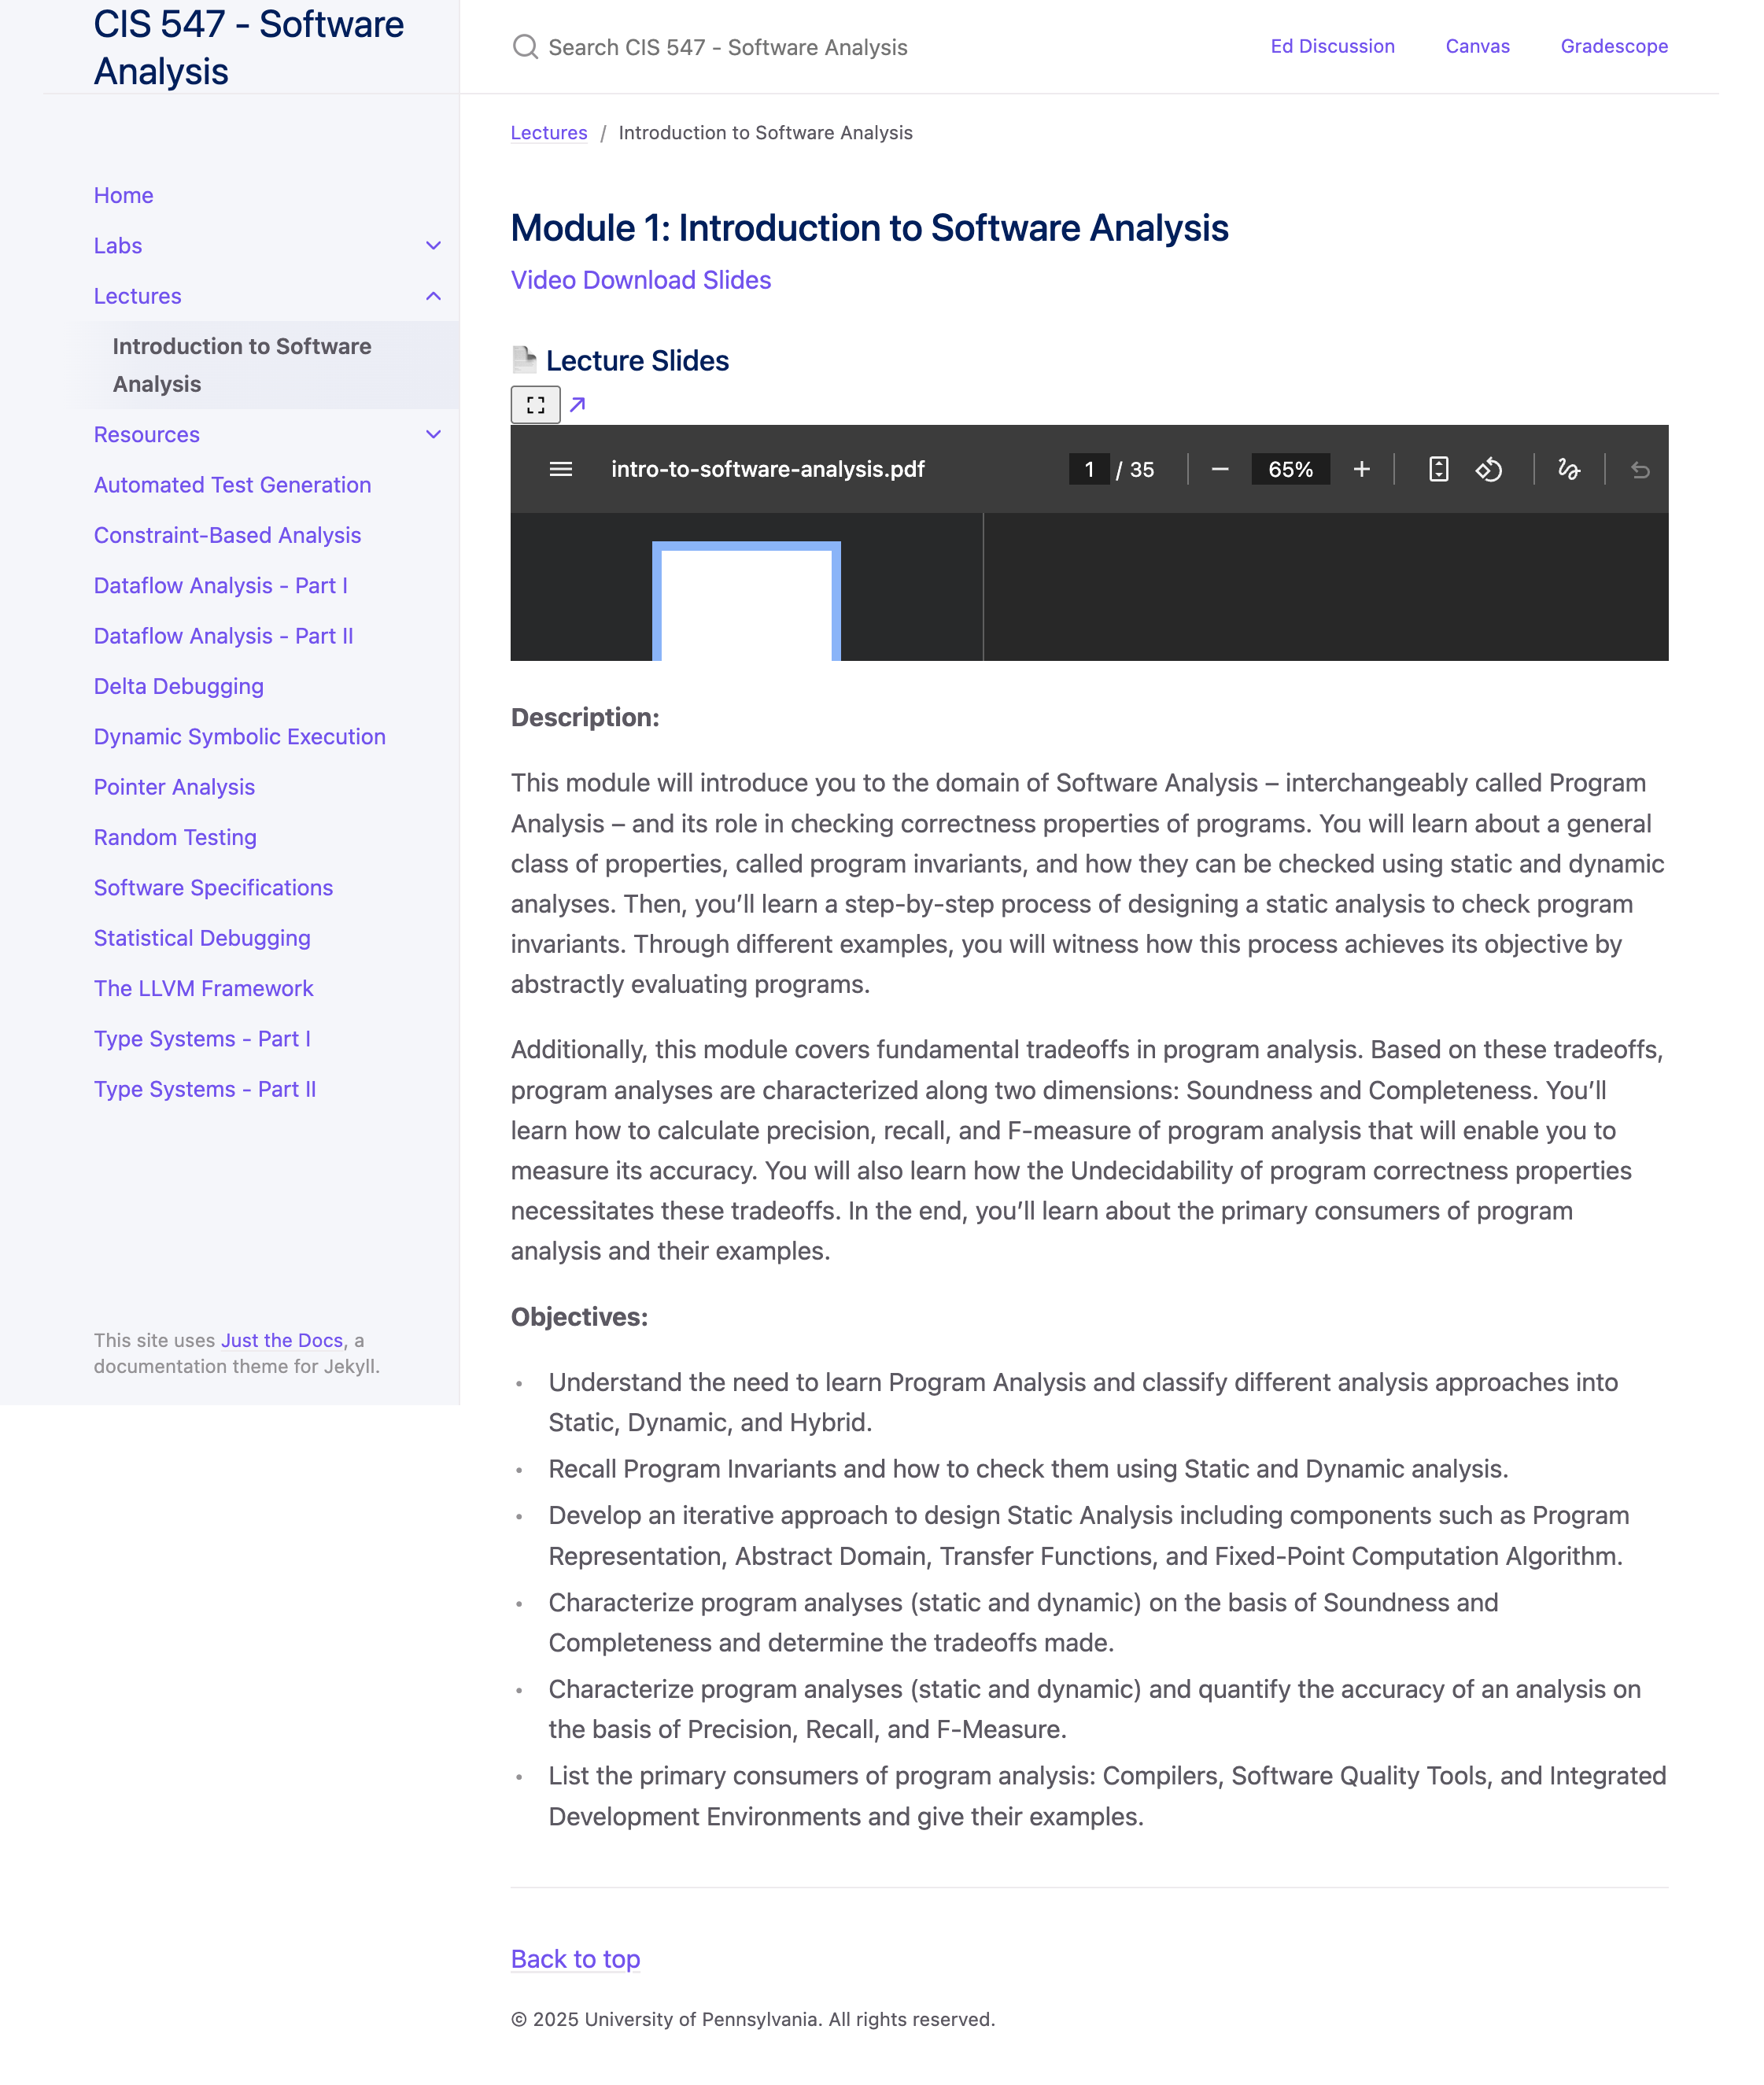 CIS 547 - Software
Analysis
Search CIS 547 - Software Analysis
Ed Discussion
Canvas
Gradescope
Home
Labs
Lectures
Introduction to Software
Analysis
Resources
Automated Test Generation
Constraint-Based Analysis
Dataflow Analysis - Part I
Dataflow Analysis - Part II
Delta Debugging
Dynamic Symbolic Execution
Pointer Analysis
Random Testing
Software Specifications
Statistical Debugging
The LLVM Framework
Type Systems - Part I
Type Systems - Part II
This site uses Just the Docs, a
documentation theme for Jekyll.
Lectures / Introduction to Software Analysis
Module 1: Introduction to Software Analysis
Video Download Slides
Lecture Slides
intro-to-software-analysis.pdf
1 / 35
65%
Description:
This module will introduce you to the domain of Software Analysis – interchangeably called Program
Analysis – and its role in checking correctness properties of programs. You will learn about a general
class of properties, called program invariants, and how they can be checked using static and dynamic
analyses. Then, you’ll learn a step-by-step process of designing a static analysis to check program
invariants. Through different examples, you will witness how this process achieves its objective by
abstractly evaluating programs.
Additionally, this module covers fundamental tradeoffs in program analysis. Based on these tradeoffs,
program analyses are characterized along two dimensions: Soundness and Completeness. You’ll
learn how to calculate precision, recall, and F-measure of program analysis that will enable you to
measure its accuracy. You will also learn how the Undecidability of program correctness properties
necessitates these tradeoffs. In the end, you’ll learn about the primary consumers of program
analysis and their examples.
Objectives:
• Understand the need to learn Program Analysis and classify different analysis approaches into
Static, Dynamic, and Hybrid.
• Recall Program Invariants and how to check them using Static and Dynamic analysis.
• Develop an iterative approach to design Static Analysis including components such as Program
Representation, Abstract Domain, Transfer Functions, and Fixed-Point Computation Algorithm.
• Characterize program analyses (static and dynamic) on the basis of Soundness and
Completeness and determine the tradeoffs made.
• Characterize program analyses (static and dynamic) and quantify the accuracy of an analysis on
the basis of Precision, Recall, and F-Measure.
• List the primary consumers of program analysis: Compilers, Software Quality Tools, and Integrated
Development Environments and give their examples.
Back to top
© 2025 University of Pennsylvania. All rights reserved.